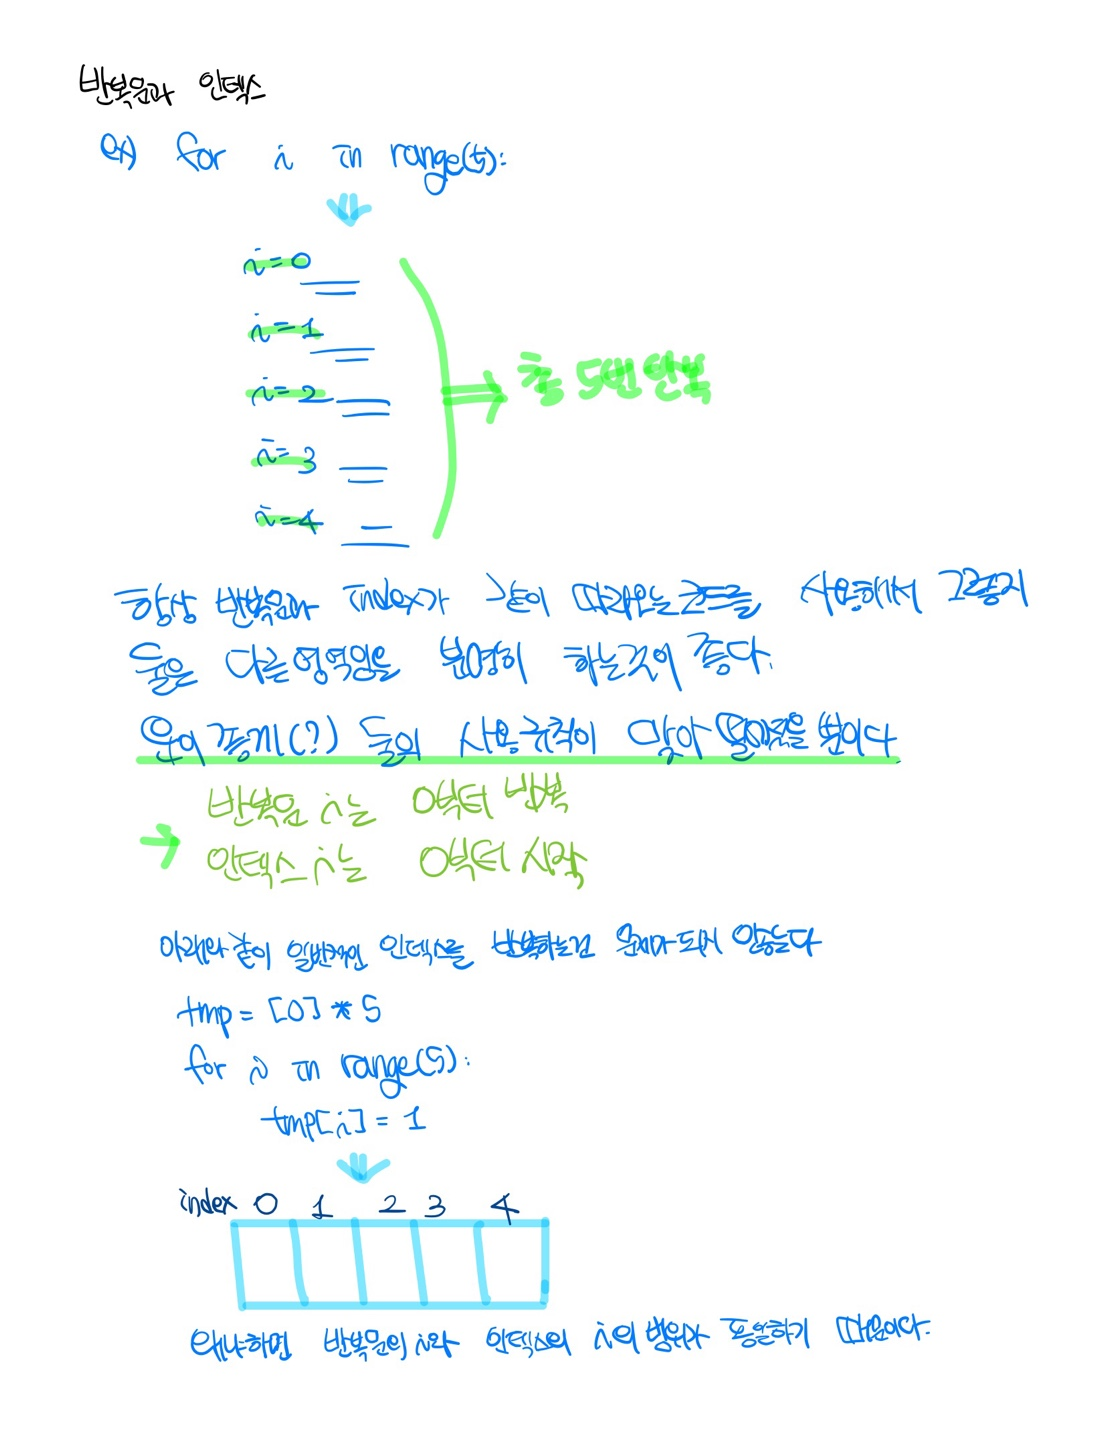 반복문과 인덱스
ex) for i in range(5):
i=0
i=1
i=2
i=3
i=4
총 5번 반복
항상 반복문과 index가 같이 따라오는 코드를 사용해서 그렇지
둘은 다른 영역임을 분명히 하는것이 좋다.
운이 좋게(?) 둘의 사용규칙이 맞아 떨어졌을 뿐이다
반복문 i는 0부터 반복
→ 인덱스 i는 0부터 시작
아래와 같이 일반적인 인덱스를 반복하는건 문제가 되지 않는다
tmp = [0] * 5
for i in range(5):
tmp[i] = 1
index 0 1 2 3 4
왜냐하면 반복문의 i와 인덱스의 i의 범위가 동일하기 때문이다.